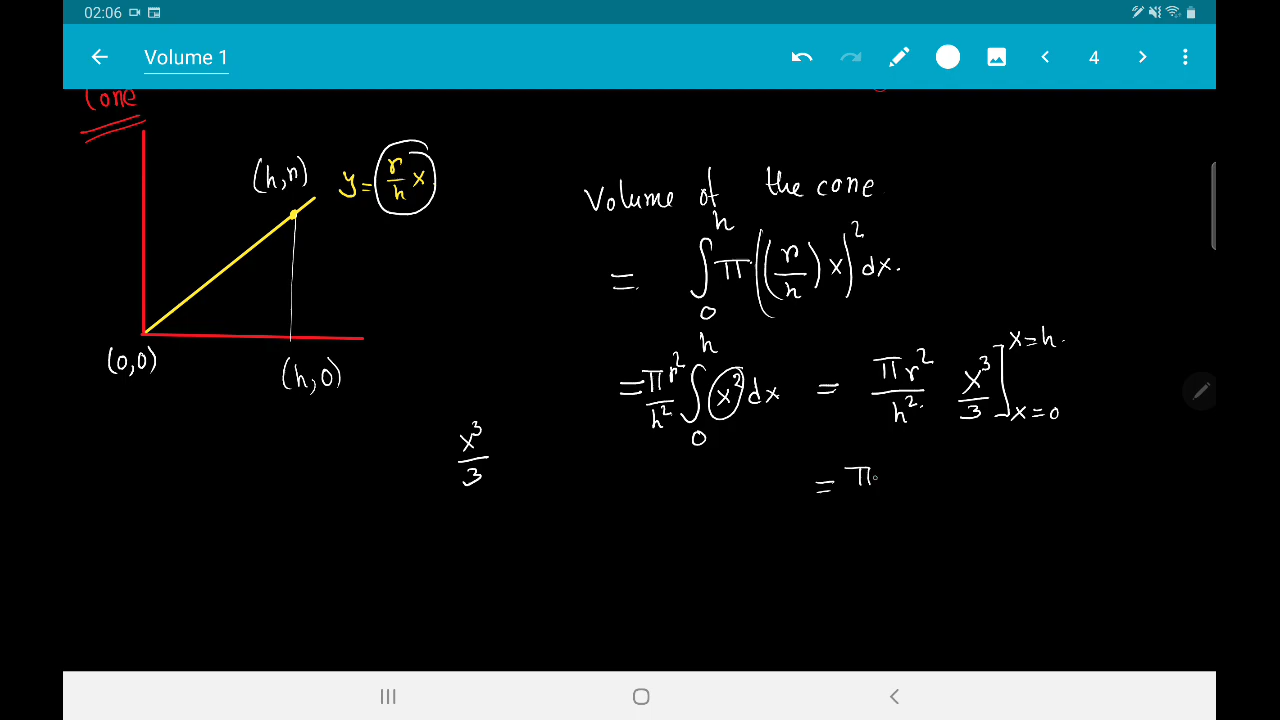 02:06
Volume 1
4
Cone
(h,r)
y = r/h x
(0,0)
(h,0)
Volume of the cone
= ∫₀ʰ π((r/h)x)² dx.
= πr²/h² ∫₀ʰ x² dx = πr²/h² x³/3 ]ₓ₌₀ˣ⁼ʰ
x³/3
= π